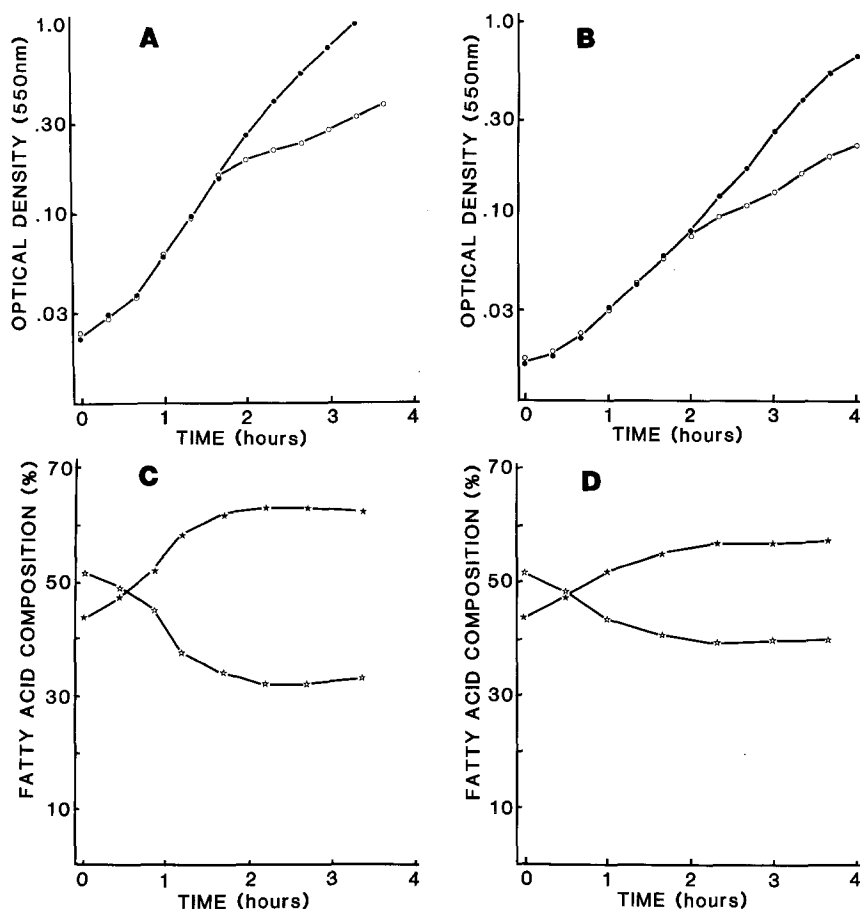 A
OPTICAL DENSITY (550nm)
1.0
.30
.10
.03
0 1 2 3 4
TIME (hours)
B
OPTICAL DENSITY (550nm)
1.0
.30
.10
.03
0 1 2 3 4
TIME (hours)
C
FATTY ACID COMPOSITION (%)
70
50
30
10
0 1 2 3 4
TIME (hours)
D
FATTY ACID COMPOSITION (%)
70
50
30
10
0 1 2 3 4
TIME (hours)